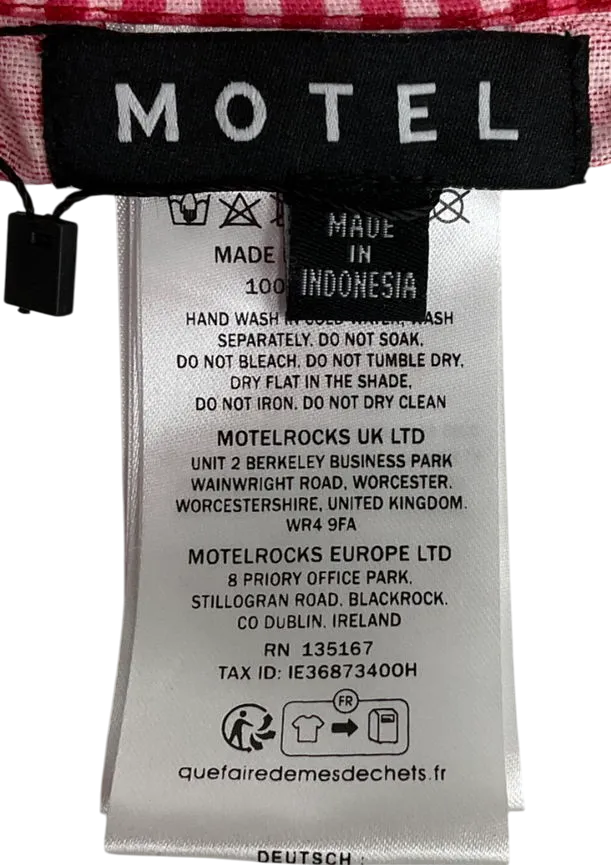 MOTEL
MADE
IN
INDONESIA
MADE
100
HAND WASH IN COLD WATER, WASH
SEPARATELY. DO NOT SOAK,
DO NOT BLEACH. DO NOT TUMBLE DRY,
DRY FLAT IN THE SHADE,
DO NOT IRON. DO NOT DRY CLEAN
MOTELROCKS UK LTD
UNIT 2 BERKELEY BUSINESS PARK
WAINWRIGHT ROAD, WORCESTER.
WORCESTERSHIRE, UNITED KINGDOM.
WR4 9FA
MOTELROCKS EUROPE LTD
8 PRIORY OFFICE PARK,
STILLOGRAN ROAD, BLACKROCK.
CO DUBLIN. IRELAND
RN 135167
TAX ID: IE3687340OH
FR
quefairedemesdechets.fr
DEUTSCH :